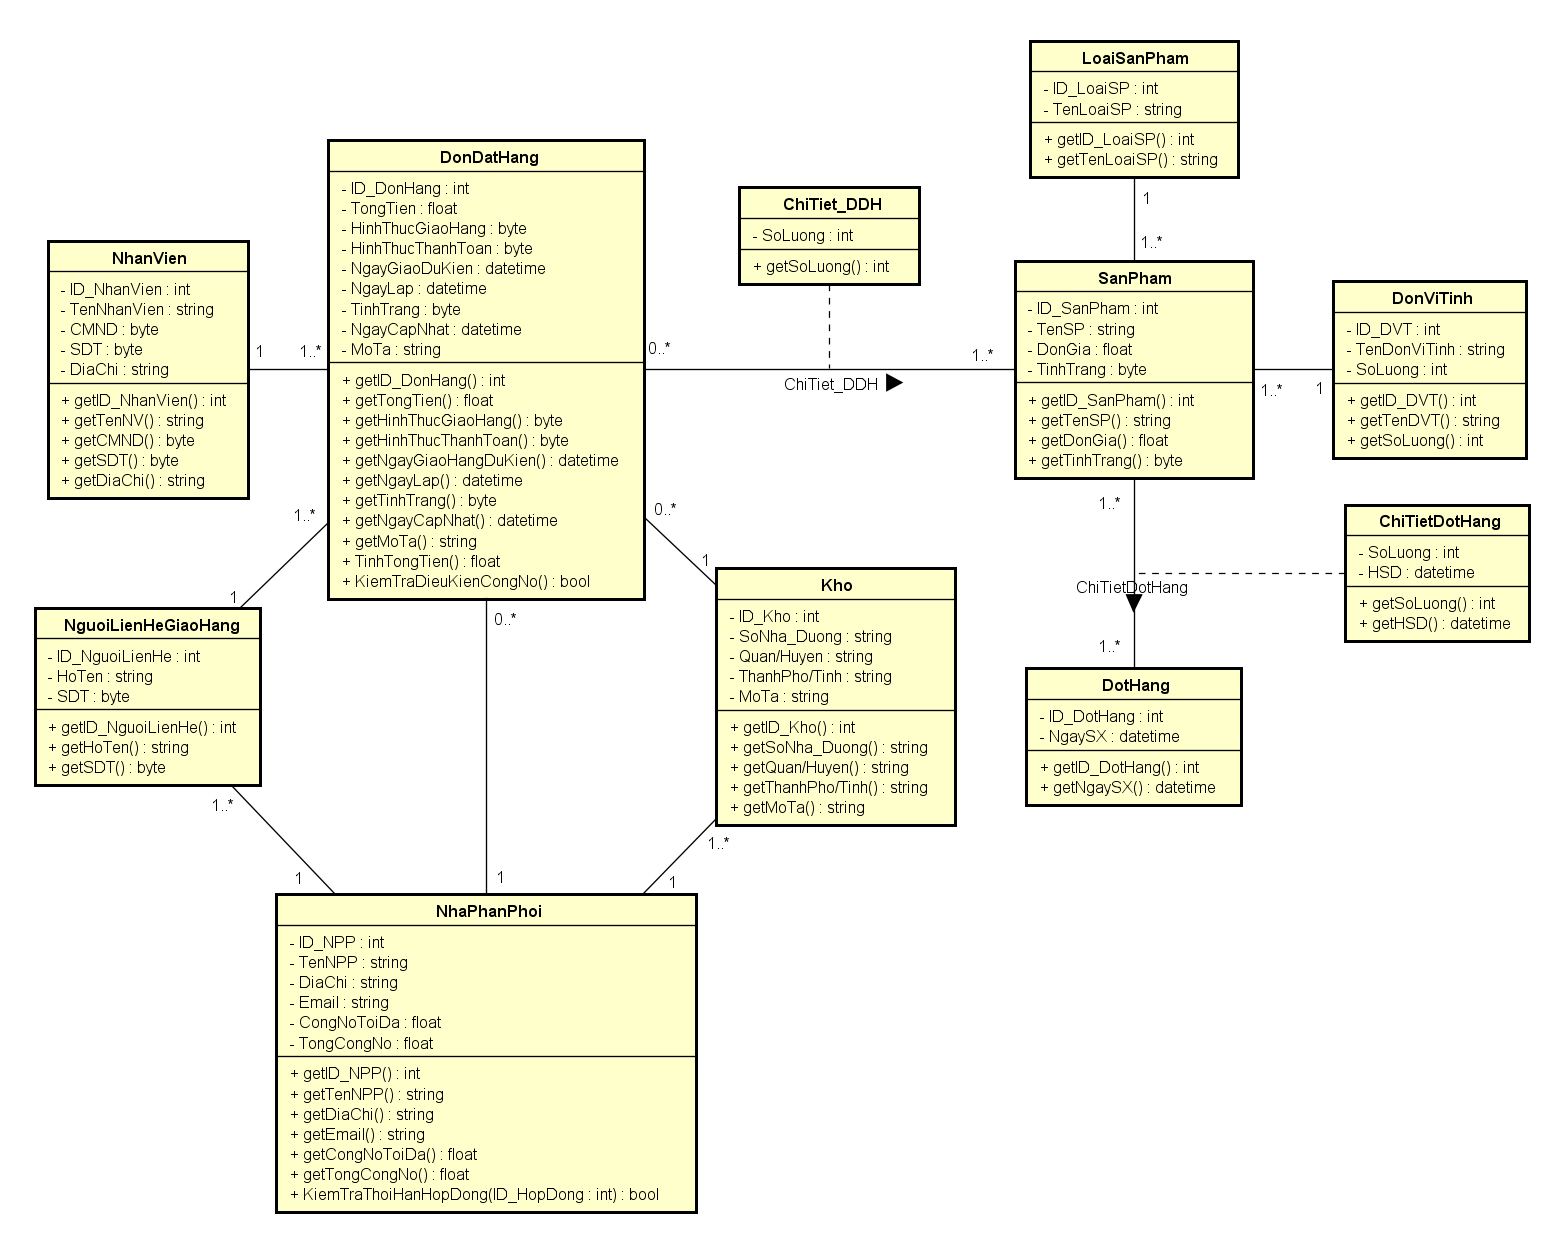 LoaiSanPham
- ID_LoaiSP : int
- TenLoaiSP : string
+ getID_LoaiSP() : int
+ getTenLoaiSP() : string
1
1..*
DonDatHang
- ID_DonHang : int
- TongTien : float
- HinhThucGiaoHang : byte
- HinhThucThanhToan : byte
- NgayGiaoDuKien : datetime
- NgayLap : datetime
- TinhTrang : byte
- NgayCapNhat : datetime
- MoTa : string
+ getID_DonHang() : int
+ getTongTien() : float
+ getHinhThucGiaoHang() : byte
+ getHinhThucThanhToan() : byte
+ getNgayGiaoHangDuKien() : datetime
+ getNgayLap() : datetime
+ getTinhTrang() : byte
+ getNgayCapNhat() : datetime
+ getMoTa() : string
+ TinhTongTien() : float
+ KiemTraDieuKienCongNo() : bool
ChiTiet_DDH
- SoLuong : int
+ getSoLuong() : int
NhanVien
- ID_NhanVien : int
- TenNhanVien : string
- CMND : byte
- SDT : byte
- DiaChi : string
+ getID_NhanVien() : int
+ getTenNV() : string
+ getCMND() : byte
+ getSDT() : byte
+ getDiaChi() : string
1
1..*
0..*
1..*
ChiTiet_DDH
SanPham
- ID_SanPham : int
- TenSP : string
- DonGia : float
- TinhTrang : byte
+ getID_SanPham() : int
+ getTenSP() : string
+ getDonGia() : float
+ getTinhTrang() : byte
1..*
1
DonViTinh
- ID_DVT : int
- TenDonViTinh : string
- SoLuong : int
+ getID_DVT() : int
+ getTenDVT() : string
+ getSoLuong() : int
1..*
ChiTietDotHang
1..*
ChiTietDotHang
- SoLuong : int
- HSD : datetime
+ getSoLuong() : int
+ getHSD() : datetime
DotHang
- ID_DotHang : int
- NgaySX : datetime
+ getID_DotHang() : int
+ getNgaySX() : datetime
1..*
1
0..*
1
0..*
NguoiLienHeGiaoHang
- ID_NguoiLienHe : int
- HoTen : string
- SDT : byte
+ getID_NguoiLienHe() : int
+ getHoTen() : string
+ getSDT() : byte
Kho
- ID_Kho : int
- SoNha_Duong : string
- Quan/Huyen : string
- ThanhPho/Tinh : string
- MoTa : string
+ getID_Kho() : int
+ getSoNha_Duong() : string
+ getQuan/Huyen() : string
+ getThanhPho/Tinh() : string
+ getMoTa() : string
1..*
1
1
1..*
1
NhaPhanPhoi
- ID_NPP : int
- TenNPP : string
- DiaChi : string
- Email : string
- CongNoToiDa : float
- TongCongNo : float
+ getID_NPP() : int
+ getTenNPP() : string
+ getDiaChi() : string
+ getEmail() : string
+ getCongNoToiDa() : float
+ getTongCongNo() : float
+ KiemTraThoiHanHopDong(ID_HopDong : int) : bool